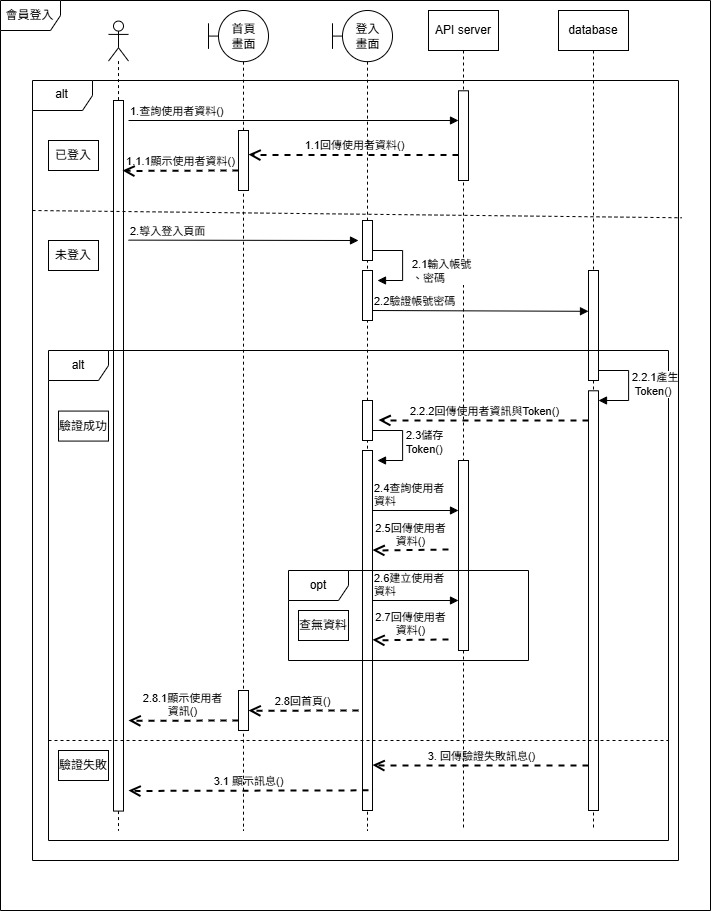 會員登入
首頁
畫面
登入
畫面
API server
database
alt
1.查詢使用者資料()
1.1回傳使用者資料()
已登入
1.1.1顯示使用者資料()
未登入
2.導入登入頁面
2.1輸入帳號
、密碼
2.2驗證帳號密碼
alt
2.2.1產生
Token()
驗證成功
2.2.2回傳使用者資訊與Token()
2.3儲存
Token()
2.4查詢使用者
資料
2.5回傳使用者
資料()
opt
2.6建立使用者
資料
查無資料
2.7回傳使用者
資料()
2.8.1顯示使用者
資訊()
2.8回首頁()
驗證失敗
3. 回傳驗證失敗訊息()
3.1 顯示訊息()